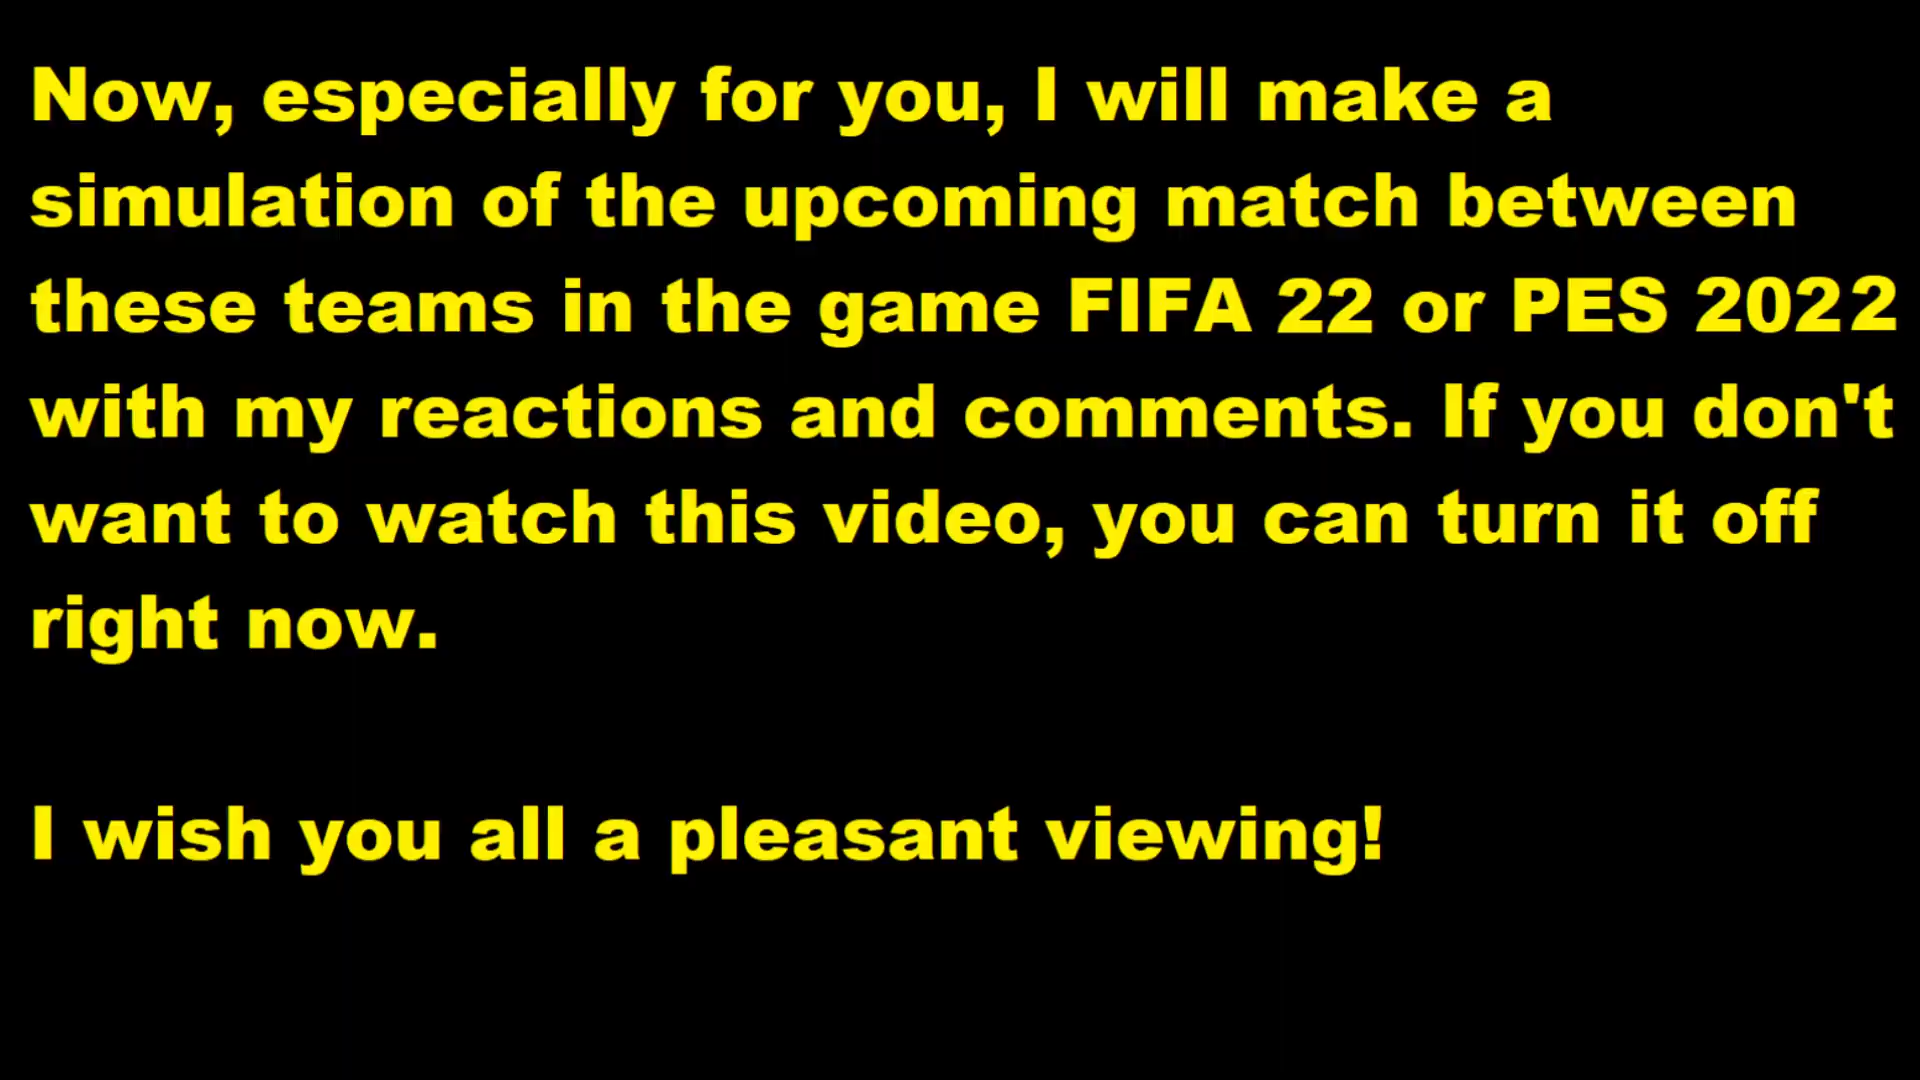 Now, especially for you, I will make a
simulation of the upcoming match between
these teams in the game FIFA 22 or PES 2022
with my reactions and comments. If you don't
want to watch this video, you can turn it off
right now.
I wish you all a pleasant viewing!